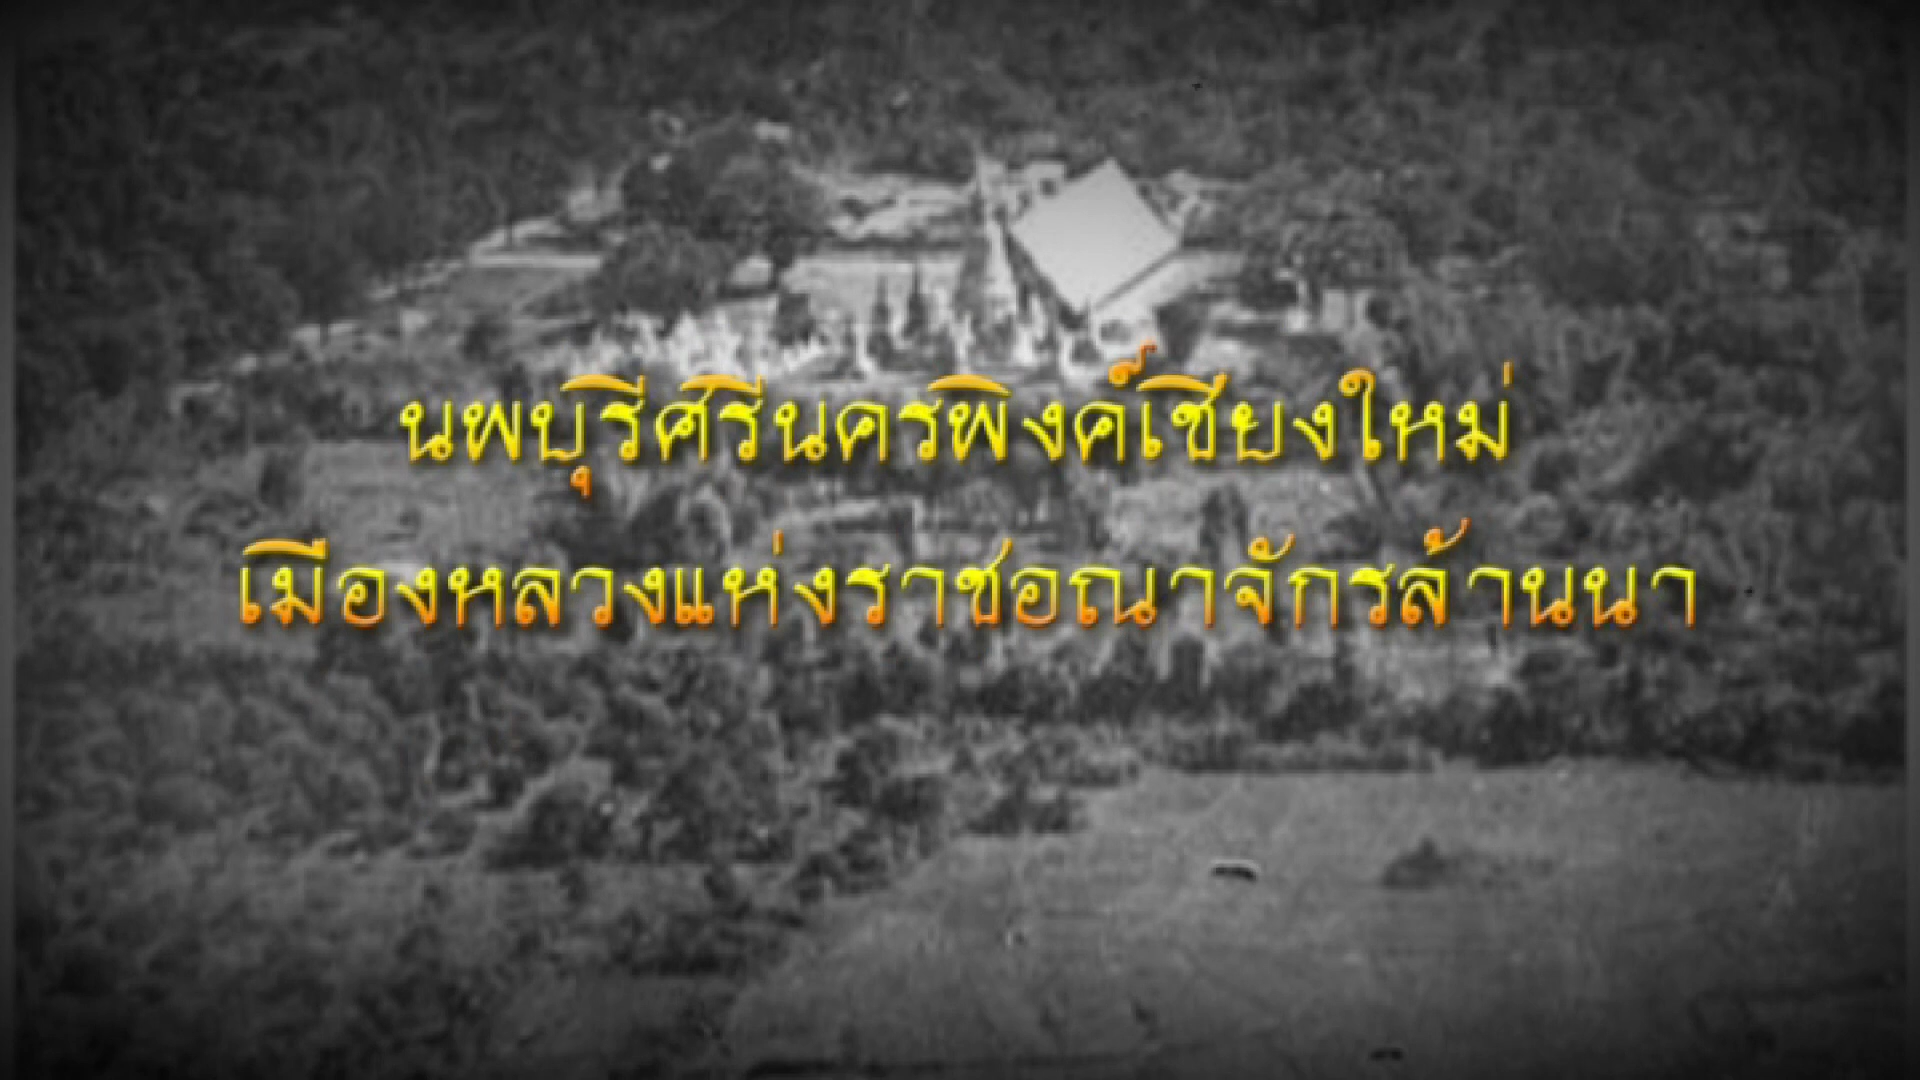 นพบุรีศรีนครพิงค์เชียงใหม่
เมืองหลวงแห่งราชอณาจักรล้านนา